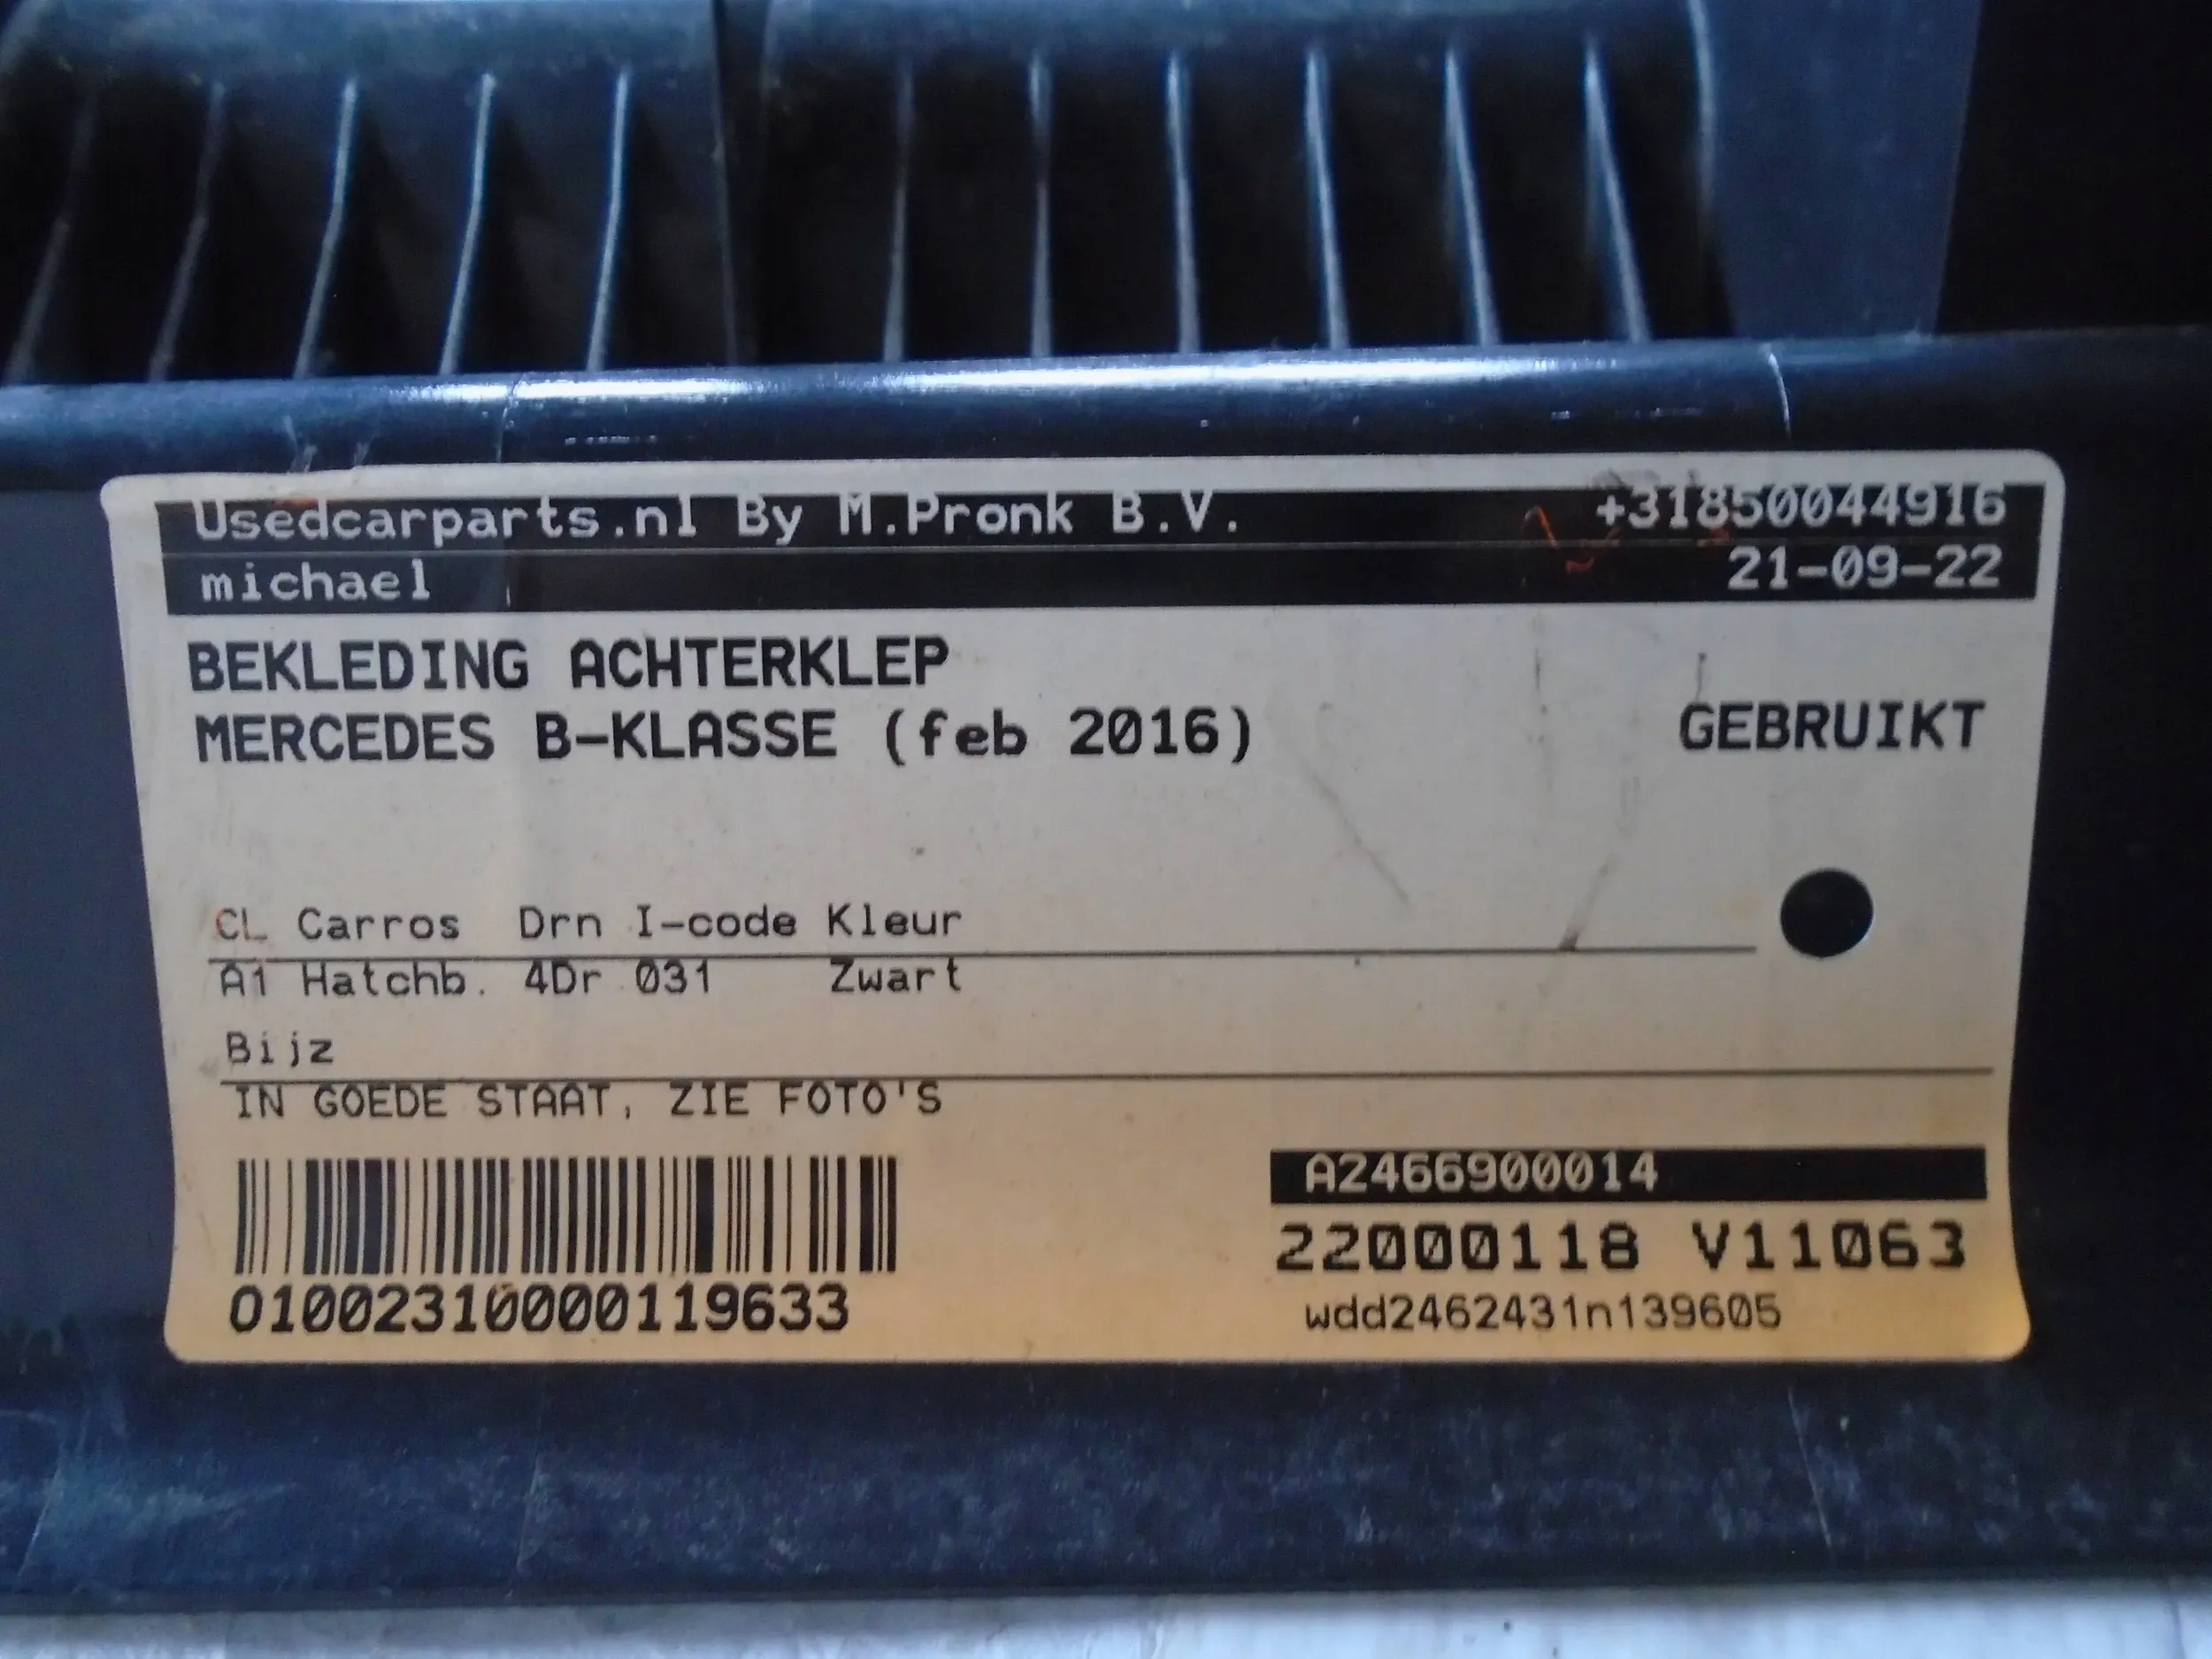 Usedcarparts.nl By M.Pronk B.V. +31850044916
michael 21-09-22
BEKLEDING ACHTERKLEP
MERCEDES B-KLASSE (feb 2016) GEBRUIKT
CL Carros Drn I-code Kleur
A1 Hatchb. 4Dr 031 Zwart
Bijz
IN GOEDE STAAT, ZIE FOTO'S
A2466900014
22000118 V11063
01002310000119633 wdd2462431n139605